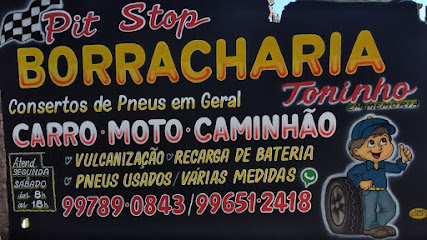 Pit Stop
BORRACHARIA
Toninho
EM MEMÓRIA
Consertos de Pneus em Geral
CARRO · MOTO · CAMINHÃO
Atend.
SEGUNDA
à
SÁBADO
das 8h
às 18h
VULCANIZAÇÃO RECARGA DE BATERIA
PNEUS USADOS / VÁRIAS MEDIDAS
99789-0843 / 99651-2418